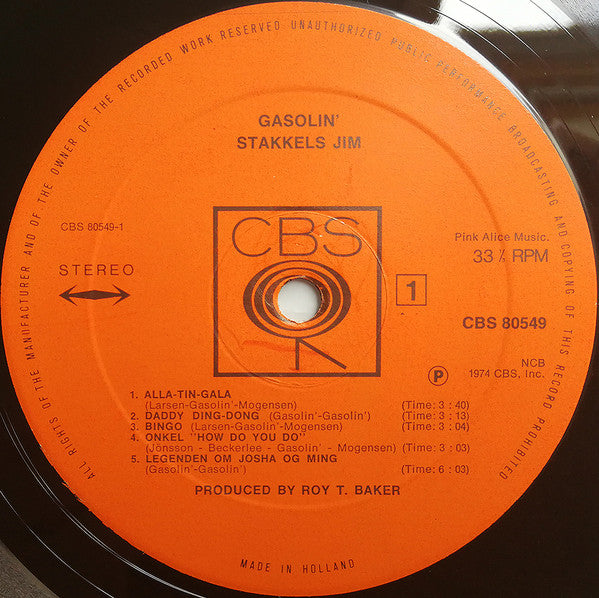 ALL RIGHTS OF THE MANUFACTURER AND OF THE OWNER OF THE RECORDED WORK RESERVED UNAUTHORIZED PUBLIC PERFORMANCE BROADCASTING AND COPYING OF THIS RECORD PROHIBITED
GASOLIN'
STAKKELS JIM
CBS 80549-1
STEREO
CBS
Pink Alice Music.
33⅓ RPM
1
CBS 80549
NCB
Ⓟ 1974 CBS, Inc.
1. ALLA-TIN-GALA
(Larsen-Gasolin'-Mogensen) (Time: 3 : 40)
2. DADDY DING-DONG (Gasolin'-Gasolin') (Time: 3 : 13)
3. BINGO (Larsen-Gasolin'-Mogensen) (Time: 3 : 04)
4. ONKEL "HOW DO YOU DO"
(Jönsson - Beckerlee - Gasolin' - Mogensen) (Time: 3 : 03)
5. LEGENDEN OM JOSHA OG MING
(Gasolin'-Gasolin') (Time: 6 : 03)
PRODUCED BY ROY T. BAKER
MADE IN HOLLAND